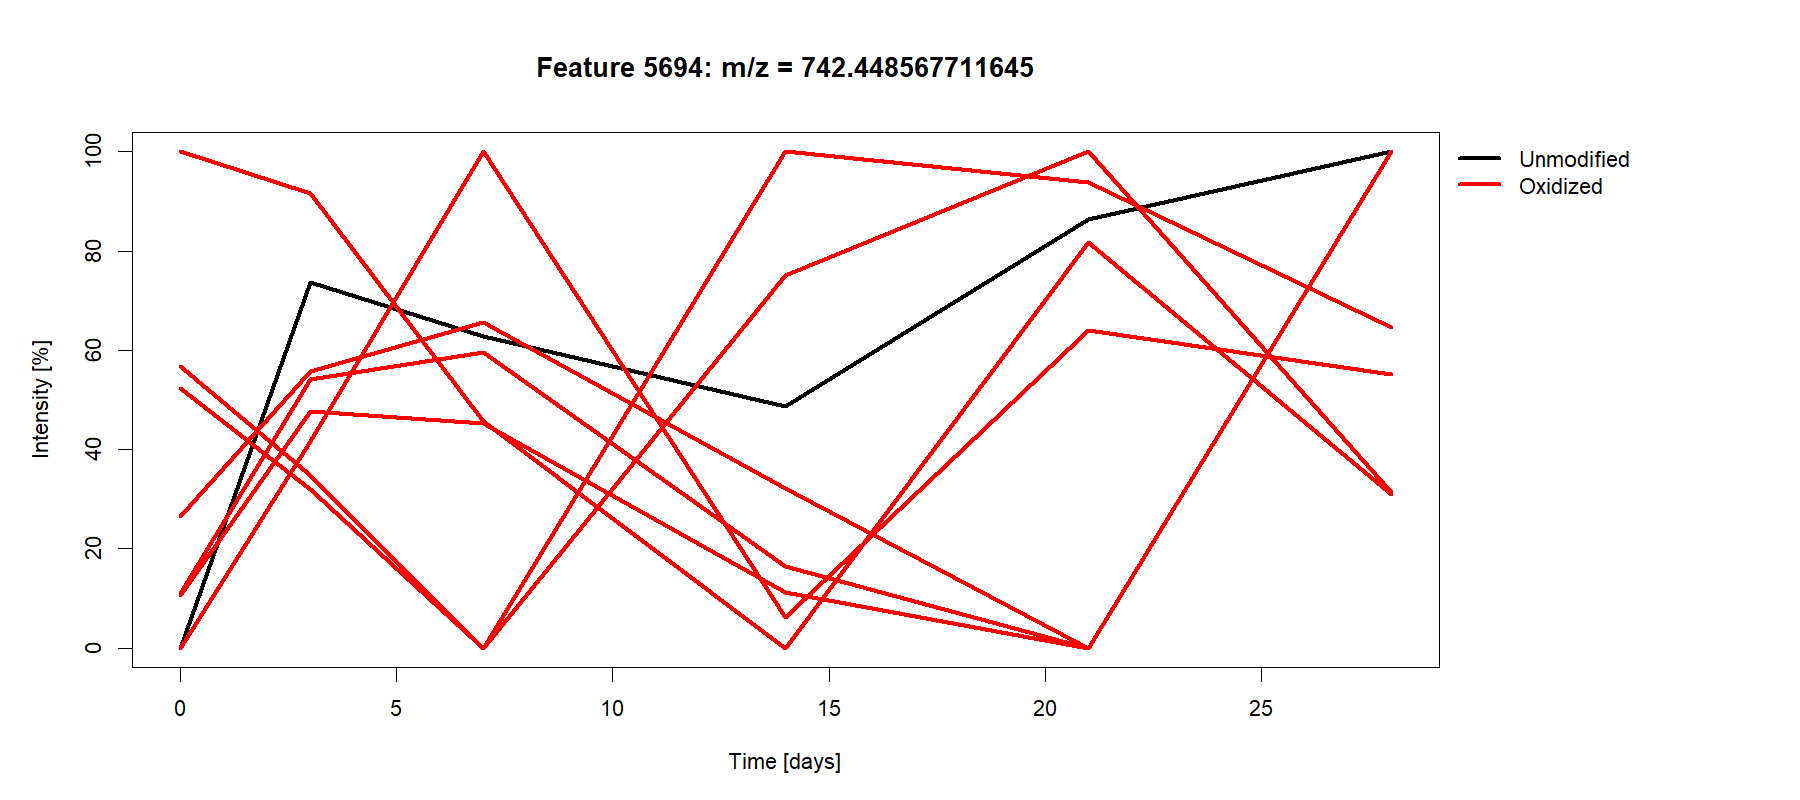 Feature 5694: m/z = 742.448567711645
Unmodified
Oxidized
Intensity [%]
100
80
60
40
20
0
0 5 10 15 20 25
Time [days]